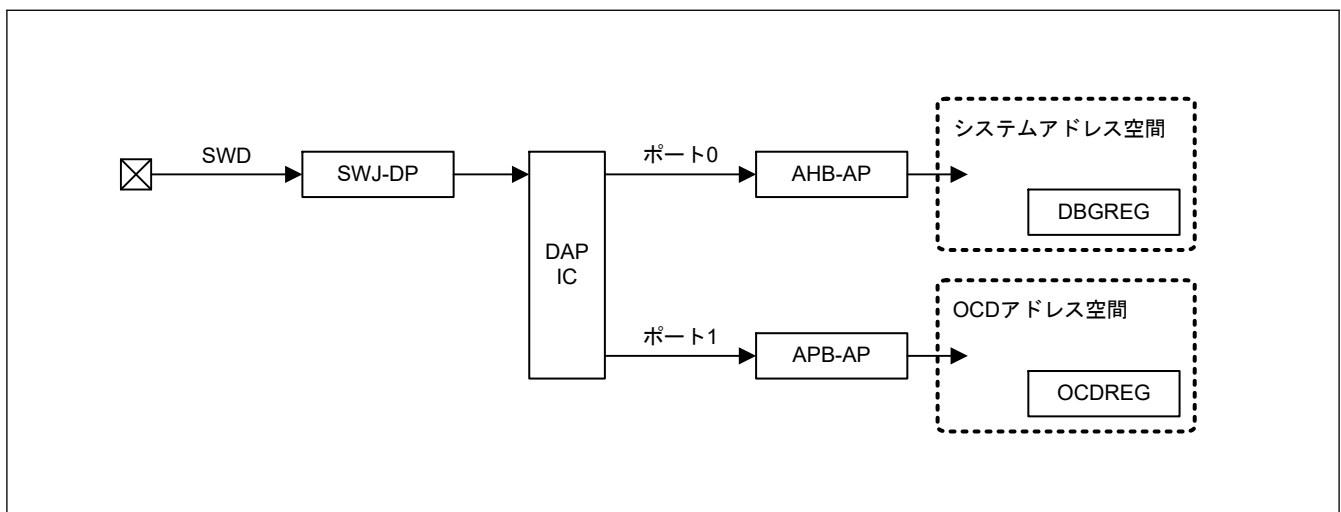 システムアドレス空間
SWD
ポート0
SWJ-DP
AHB-AP
DBGREG
DAP
IC
OCDアドレス空間
ポート1
APB-AP
OCDREG